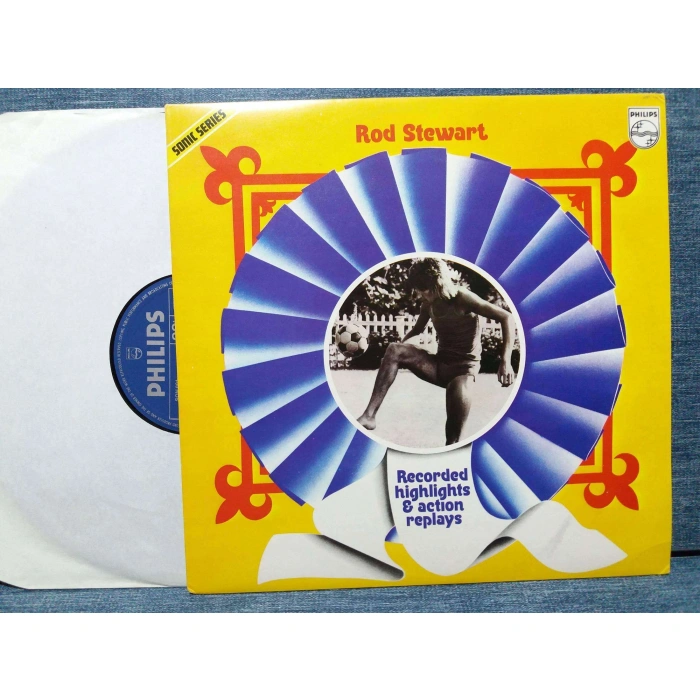 SONIC SERIES
Rod Stewart
PHILIPS
PHILIPS
Recorded
highlights
& action
replays